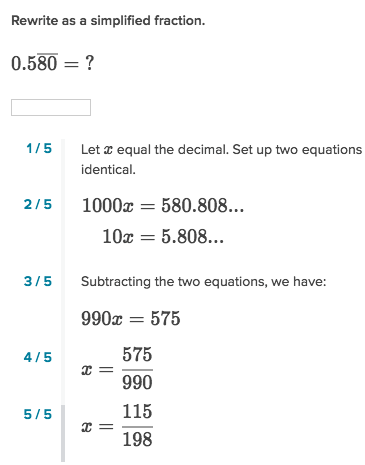 Rewrite as a simplified fraction.
0.5\overline{80} = ?
1/5 Let x equal the decimal. Set up two equations
identical.
2/5 1000x = 580.808...
10x = 5.808...
3/5 Subtracting the two equations, we have:
990x = 575
4/5 x = \frac{575}{990}
5/5 x = \frac{115}{198}